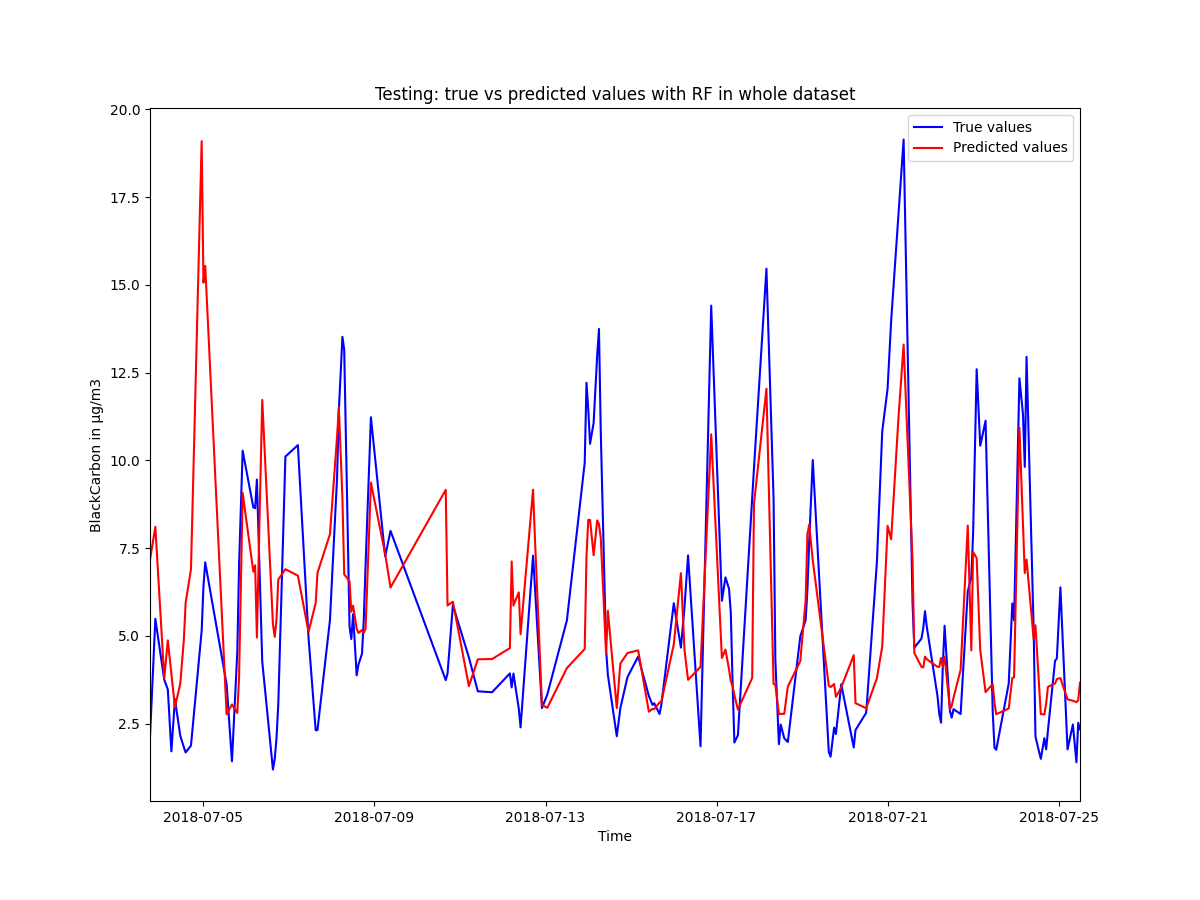 Testing: true vs predicted values with RF in whole dataset
True values
Predicted values
20.0
17.5
15.0
12.5
10.0
7.5
5.0
2.5
BlackCarbon in µg/m3
2018-07-05
2018-07-09
2018-07-13
2018-07-17
2018-07-21
2018-07-25
Time